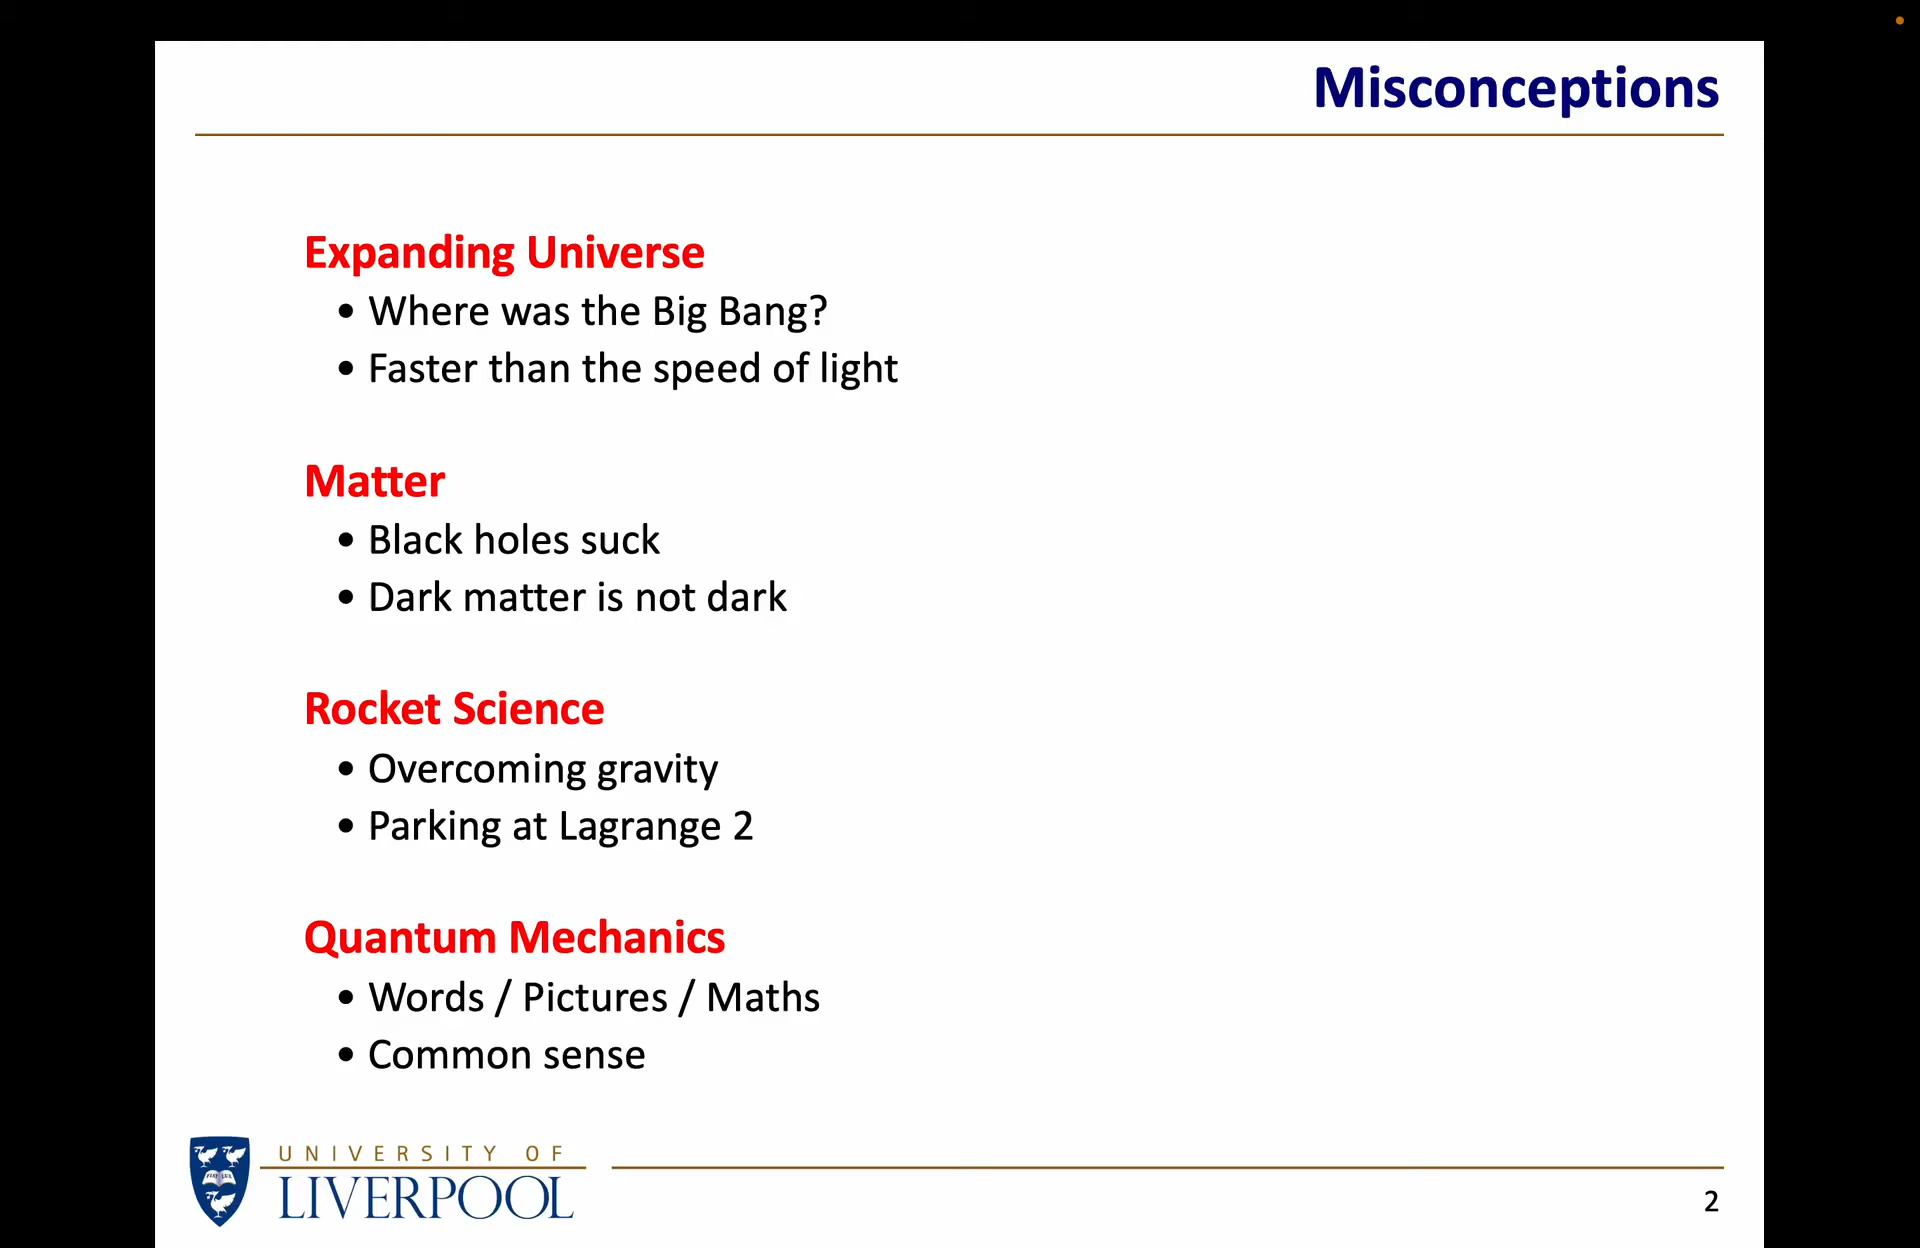 Misconceptions
Expanding Universe
• Where was the Big Bang?
• Faster than the speed of light
Matter
• Black holes suck
• Dark matter is not dark
Rocket Science
• Overcoming gravity
• Parking at Lagrange 2
Quantum Mechanics
• Words / Pictures / Maths
• Common sense
UNIVERSITY OF
LIVERPOOL
2